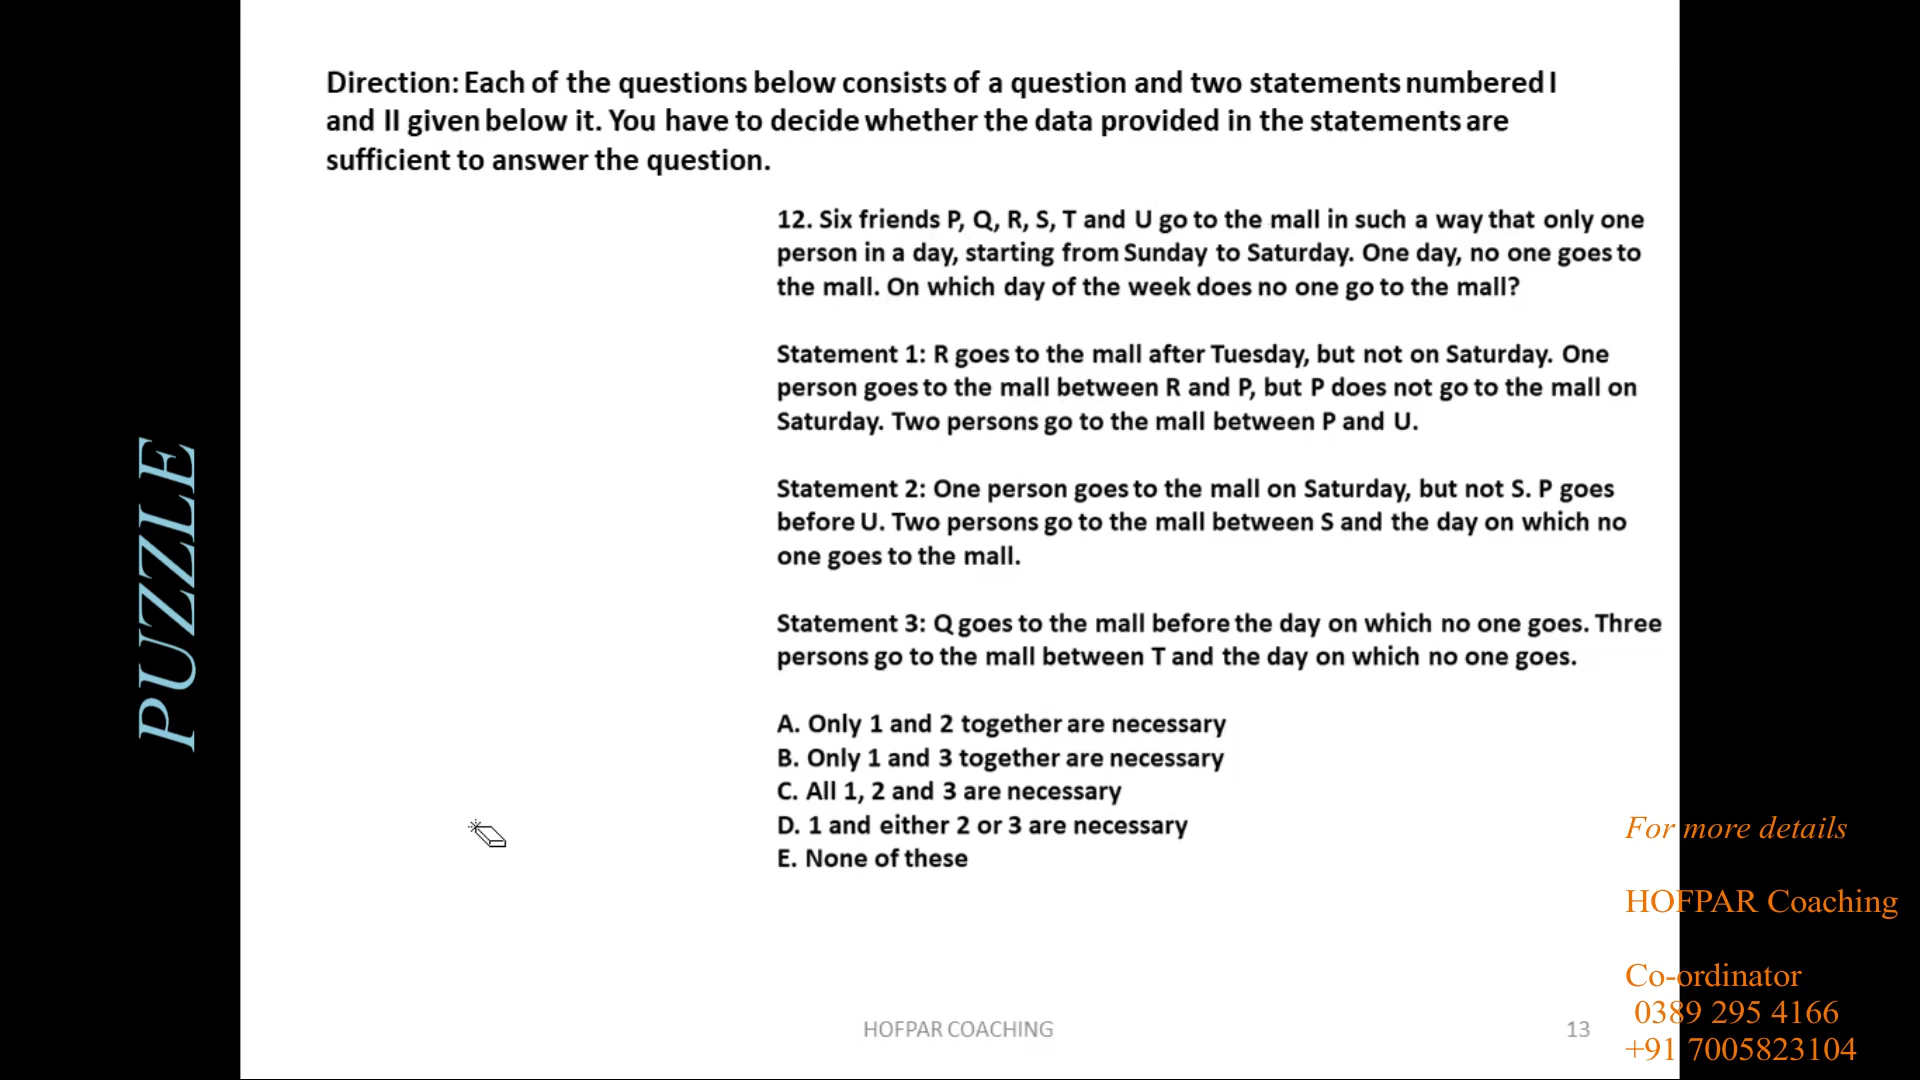 PUZZLE
Direction: Each of the questions below consists of a question and two statements numbered I
and II given below it. You have to decide whether the data provided in the statements are
sufficient to answer the question.
12. Six friends P, Q, R, S, T and U go to the mall in such a way that only one
person in a day, starting from Sunday to Saturday. One day, no one goes to
the mall. On which day of the week does no one go to the mall?
Statement 1: R goes to the mall after Tuesday, but not on Saturday. One
person goes to the mall between R and P, but P does not go to the mall on
Saturday. Two persons go to the mall between P and U.
Statement 2: One person goes to the mall on Saturday, but not S. P goes
before U. Two persons go to the mall between S and the day on which no
one goes to the mall.
Statement 3: Q goes to the mall before the day on which no one goes. Three
persons go to the mall between T and the day on which no one goes.
A. Only 1 and 2 together are necessary
B. Only 1 and 3 together are necessary
C. All 1, 2 and 3 are necessary
D. 1 and either 2 or 3 are necessary
E. None of these
For more details
HOFPAR Coaching
Co-ordinator
0389 295 4166
+91 7005823104
HOFPAR COACHING
13